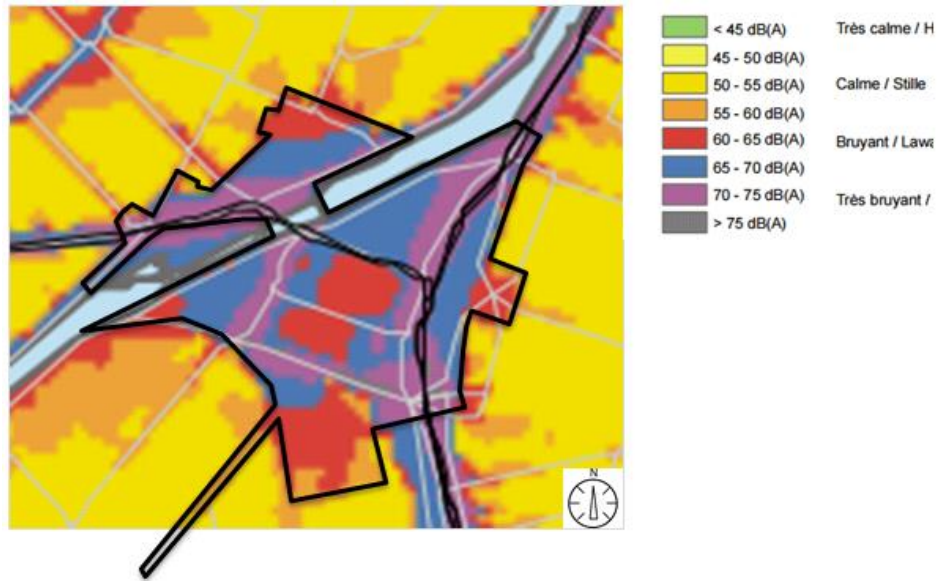 < 45 dB(A) Très calme / H
45 - 50 dB(A)
50 - 55 dB(A) Calme / Stille
55 - 60 dB(A)
60 - 65 dB(A) Bruyant / Lawa
65 - 70 dB(A)
70 - 75 dB(A) Très bruyant /
> 75 dB(A)
N